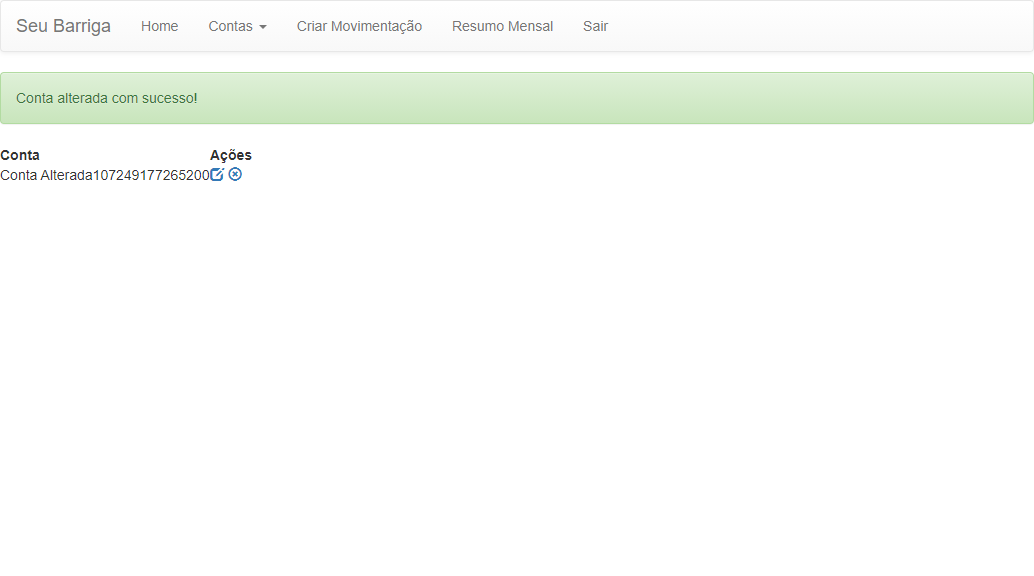 Seu Barriga Home Contas Criar Movimentação Resumo Mensal Sair
Conta alterada com sucesso!
Conta Ações
Conta Alterada107249177265200